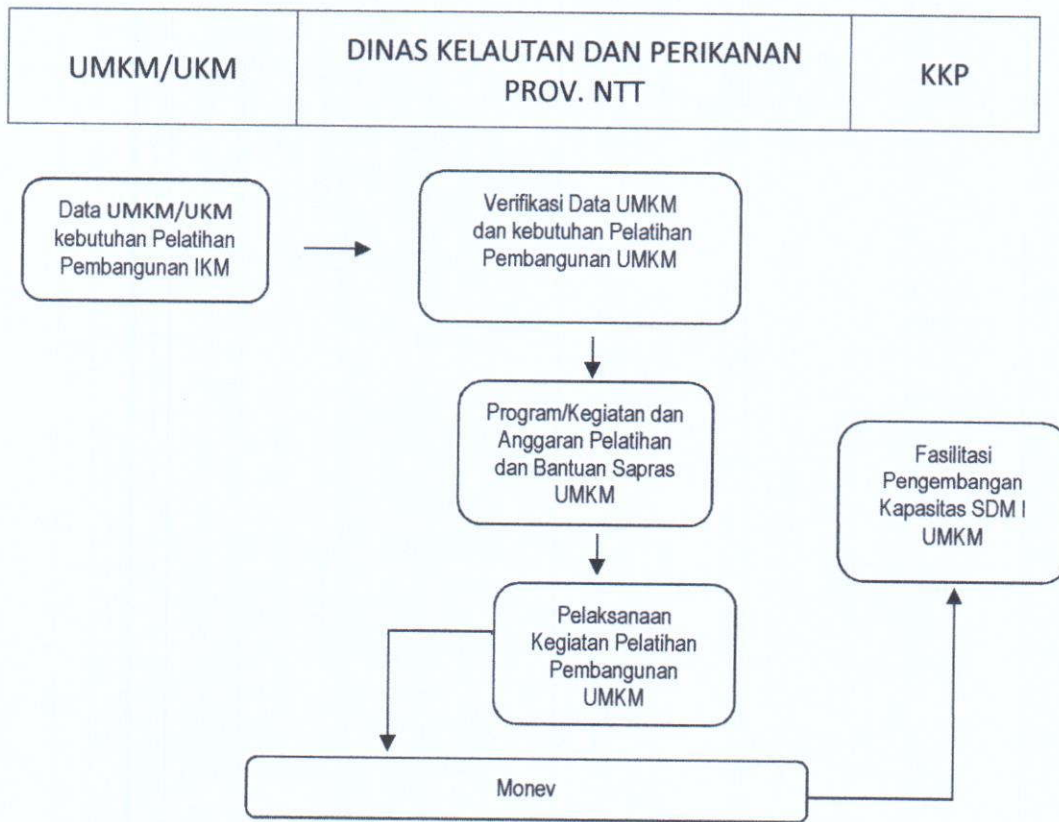 UMKM/UKM
DINAS KELAUTAN DAN PERIKANAN
PROV. NTT
KKP
Data UMKM/UKM
kebutuhan Pelatihan
Pembangunan IKM
Verifikasi Data UMKM
dan kebutuhan Pelatihan
Pembangunan UMKM
Program/Kegiatan dan
Anggaran Pelatihan
dan Bantuan Sapras
UMKM
Fasilitasi
Pengembangan
Kapasitas SDM I
UMKM
Pelaksanaan
Kegiatan Pelatihan
Pembangunan
UMKM
Monev